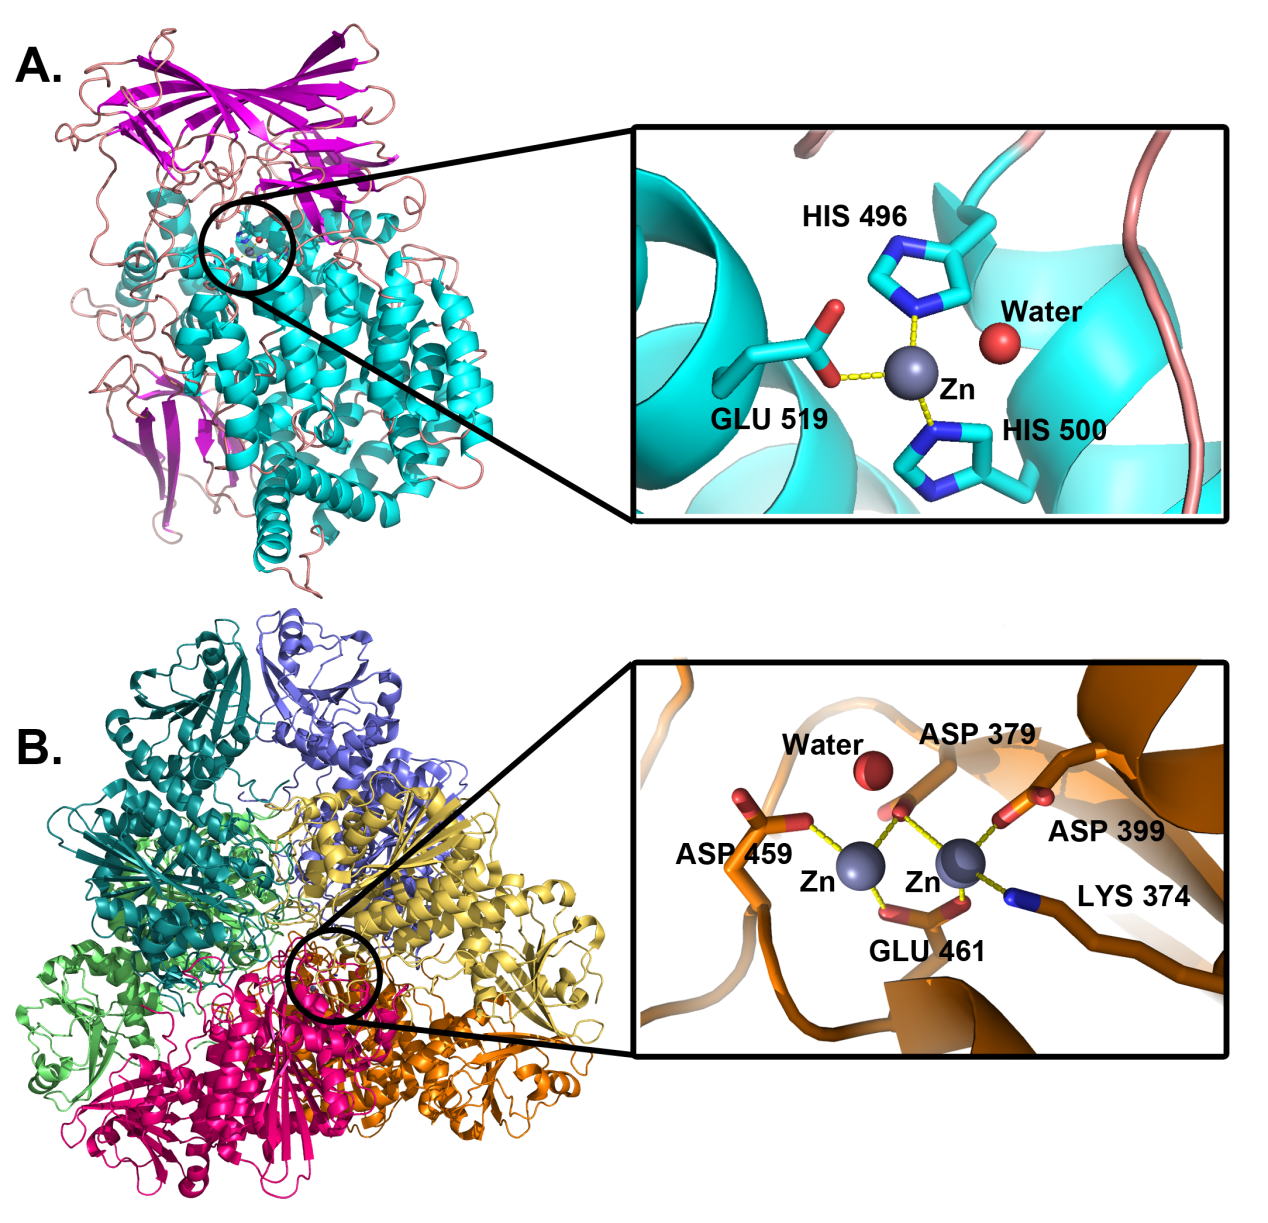 A.
HIS 496
Water
Zn
GLU 519
HIS 500
B.
ASP 379
Water
ASP 399
ASP 459
Zn
Zn
LYS 374
GLU 461